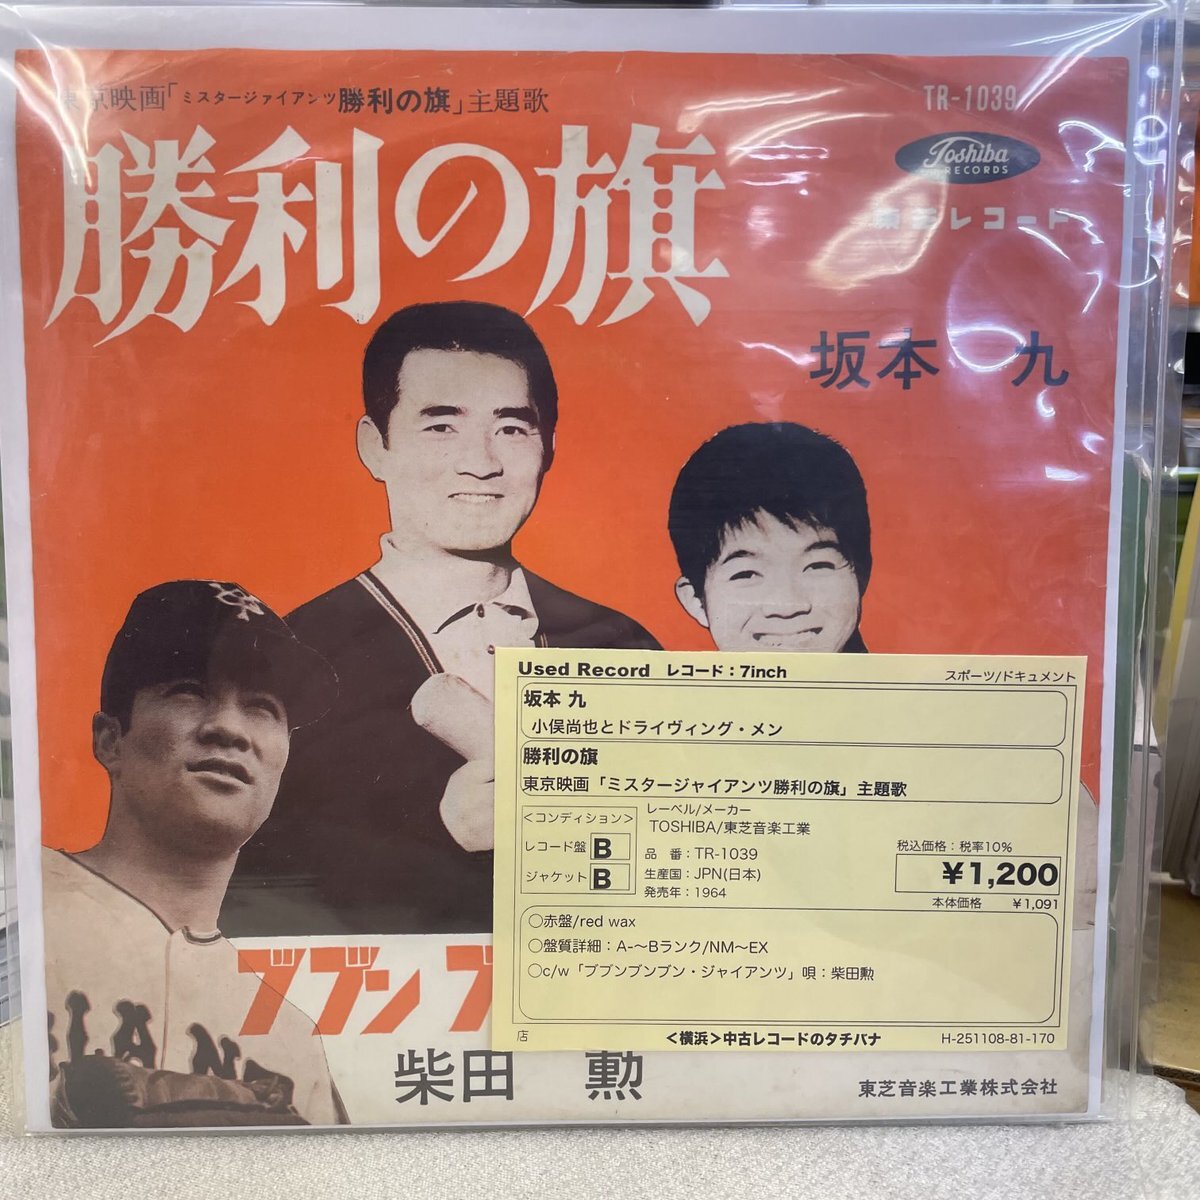 東京映画「ミスタージャイアンツ勝利の旗」主題歌
TR-1039
勝利の旗
Toshiba
RECORDS
東芝レコード
坂本 九
Used Record レコード：7inch
スポーツ/ドキュメント
坂本 九
小俣尚也とドライヴィング・メン
勝利の旗
東京映画「ミスタージャイアンツ勝利の旗」主題歌
＜コンディション＞
レコード盤 B
ジャケット B
レーベル/メーカー
TOSHIBA/東芝音楽工業
品 番：TR-1039
生産国：JPN(日本)
発売年：1964
税込価格：税率10%
¥1,200
本体価格 ¥1,091
○赤盤/red wax
○盤質詳細：A-〜Bランク/NM〜EX
○c/w「ブブンブンブン・ジャイアンツ」唄：柴田勲
店
＜横浜＞中古レコードのタチバナ
H-251108-81-170
ブブン ブ
柴田 勲
東芝音楽工業株式会社
IAN